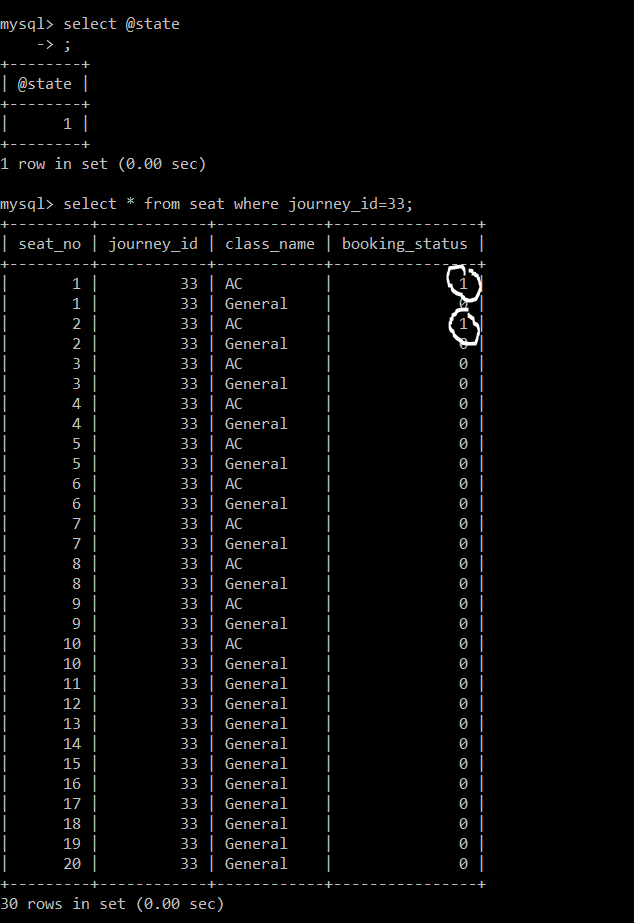 mysql> select @state
    -> ;
+--------+
| @state |
+--------+
|      1 |
+--------+
1 row in set (0.00 sec)

mysql> select * from seat where journey_id=33;
+---------+------------+------------+----------------+
| seat_no | journey_id | class_name | booking_status |
+---------+------------+------------+----------------+
|       1 |         33 | AC         |              1 |
|       1 |         33 | General    |              0 |
|       2 |         33 | AC         |              1 |
|       2 |         33 | General    |              0 |
|       3 |         33 | AC         |              0 |
|       3 |         33 | General    |              0 |
|       4 |         33 | AC         |              0 |
|       4 |         33 | General    |              0 |
|       5 |         33 | AC         |              0 |
|       5 |         33 | General    |              0 |
|       6 |         33 | AC         |              0 |
|       6 |         33 | General    |              0 |
|       7 |         33 | AC         |              0 |
|       7 |         33 | General    |              0 |
|       8 |         33 | AC         |              0 |
|       8 |         33 | General    |              0 |
|       9 |         33 | AC         |              0 |
|       9 |         33 | General    |              0 |
|      10 |         33 | AC         |              0 |
|      10 |         33 | General    |              0 |
|      11 |         33 | General    |              0 |
|      12 |         33 | General    |              0 |
|      13 |         33 | General    |              0 |
|      14 |         33 | General    |              0 |
|      15 |         33 | General    |              0 |
|      16 |         33 | General    |              0 |
|      17 |         33 | General    |              0 |
|      18 |         33 | General    |              0 |
|      19 |         33 | General    |              0 |
|      20 |         33 | General    |              0 |
+---------+------------+------------+----------------+
30 rows in set (0.00 sec)